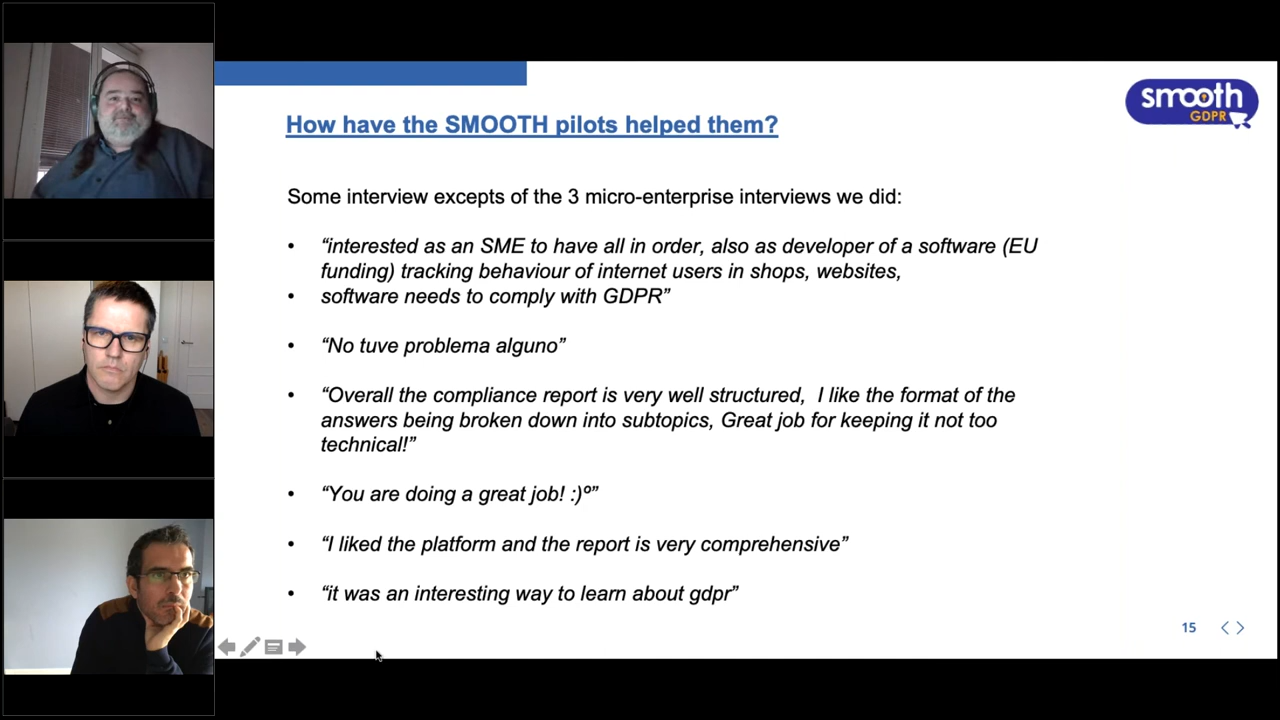 smooth
GDPR
How have the SMOOTH pilots helped them?
Some interview excepts of the 3 micro-enterprise interviews we did:
• “interested as an SME to have all in order, also as developer of a software (EU
funding) tracking behaviour of internet users in shops, websites,
• software needs to comply with GDPR”
• “No tuve problema alguno”
• “Overall the compliance report is very well structured,  I like the format of the
answers being broken down into subtopics, Great job for keeping it not too
technical!”
• “You are doing a great job! :)º”
• “I liked the platform and the report is very comprehensive”
• “it was an interesting way to learn about gdpr”
15